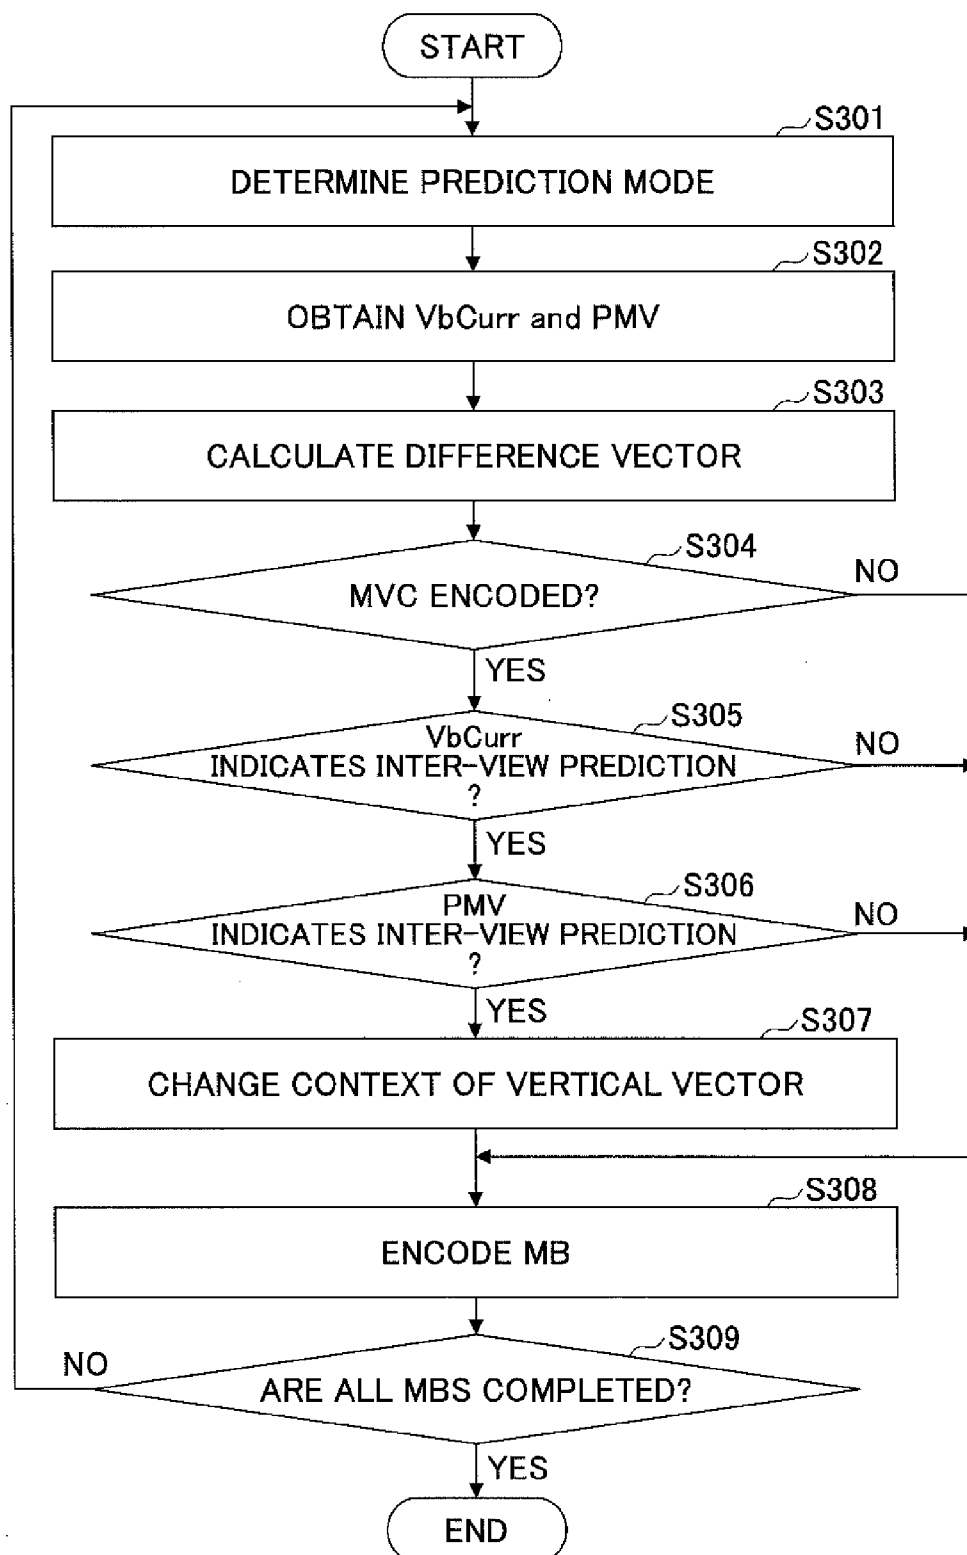 START
S301
DETERMINE PREDICTION MODE
S302
OBTAIN VbCurr and PMV
S303
CALCULATE DIFFERENCE VECTOR
S304
MVC ENCODED?
NO
YES
S305
VbCurr
INDICATES INTER-VIEW PREDICTION
?
NO
YES
S306
PMV
INDICATES INTER-VIEW PREDICTION
?
NO
YES
S307
CHANGE CONTEXT OF VERTICAL VECTOR
S308
ENCODE MB
S309
NO
ARE ALL MBS COMPLETED?
YES
END